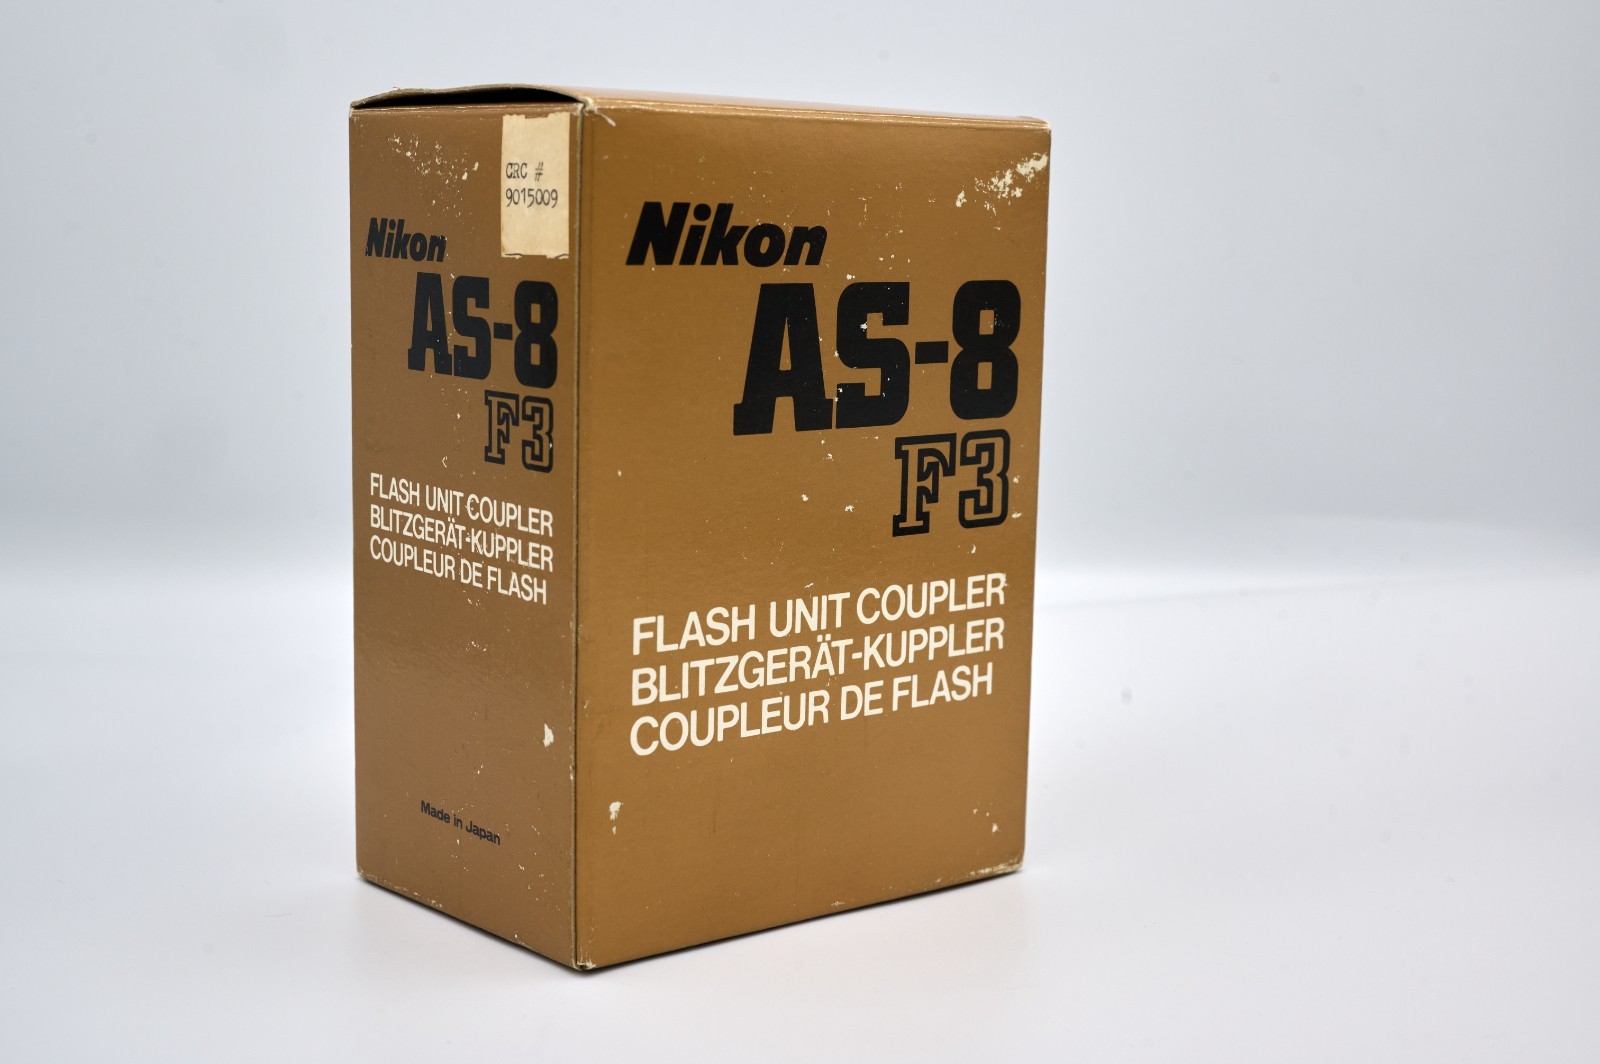 CRC #
9015009
Nikon
AS-8
F3
FLASH UNIT COUPLER
BLITZGERÄT-KUPPLER
COUPLEUR DE FLASH
Made in Japan
Nikon
AS-8
F3
FLASH UNIT COUPLER
BLITZGERÄT-KUPPLER
COUPLEUR DE FLASH